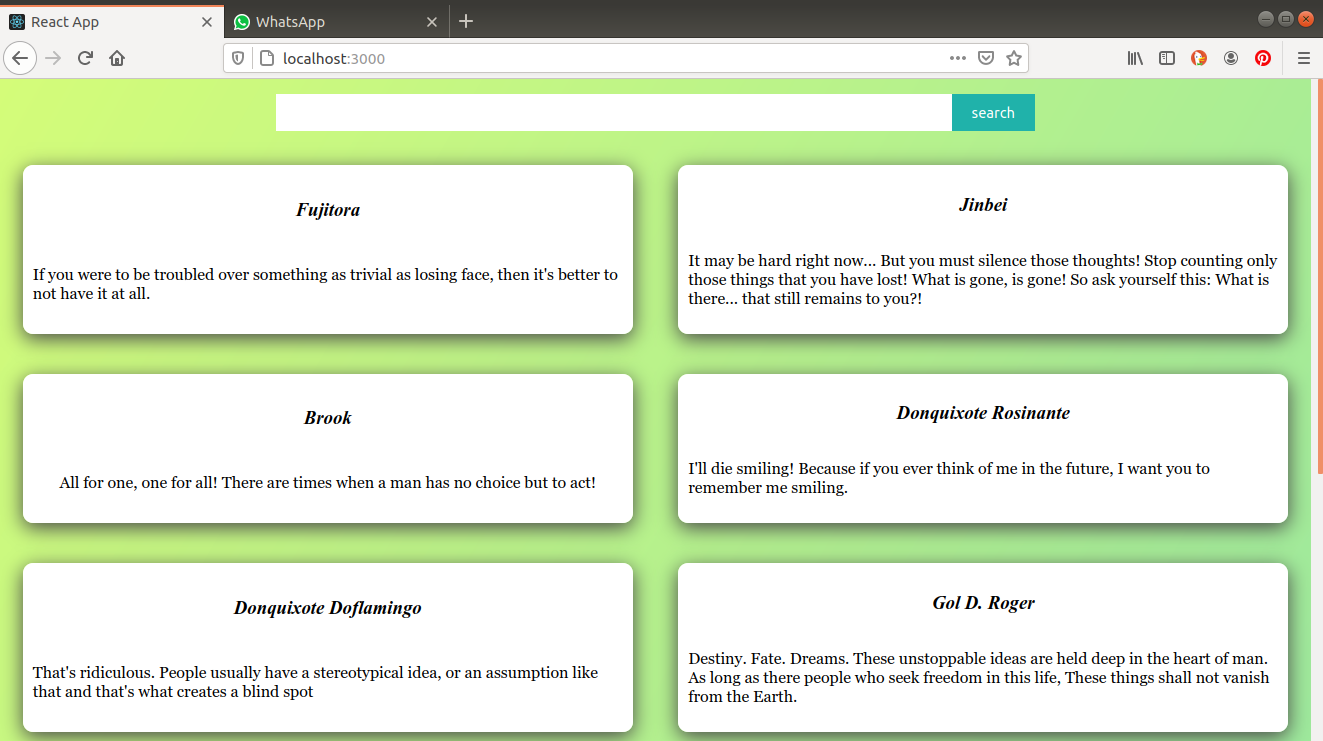 React App
WhatsApp
localhost:3000
search
Fujitora
If you were to be troubled over something as trivial as losing face, then it's better to
not have it at all.
Jinbei
It may be hard right now... But you must silence those thoughts! Stop counting only
those things that you have lost! What is gone, is gone! So ask yourself this: What is
there... that still remains to you?!
Brook
All for one, one for all! There are times when a man has no choice but to act!
Donquixote Rosinante
I'll die smiling! Because if you ever think of me in the future, I want you to
remember me smiling.
Donquixote Doflamingo
That's ridiculous. People usually have a stereotypical idea, or an assumption like
that and that's what creates a blind spot
Gol D. Roger
Destiny. Fate. Dreams. These unstoppable ideas are held deep in the heart of man.
As long as there people who seek freedom in this life, These things shall not vanish
from the Earth.